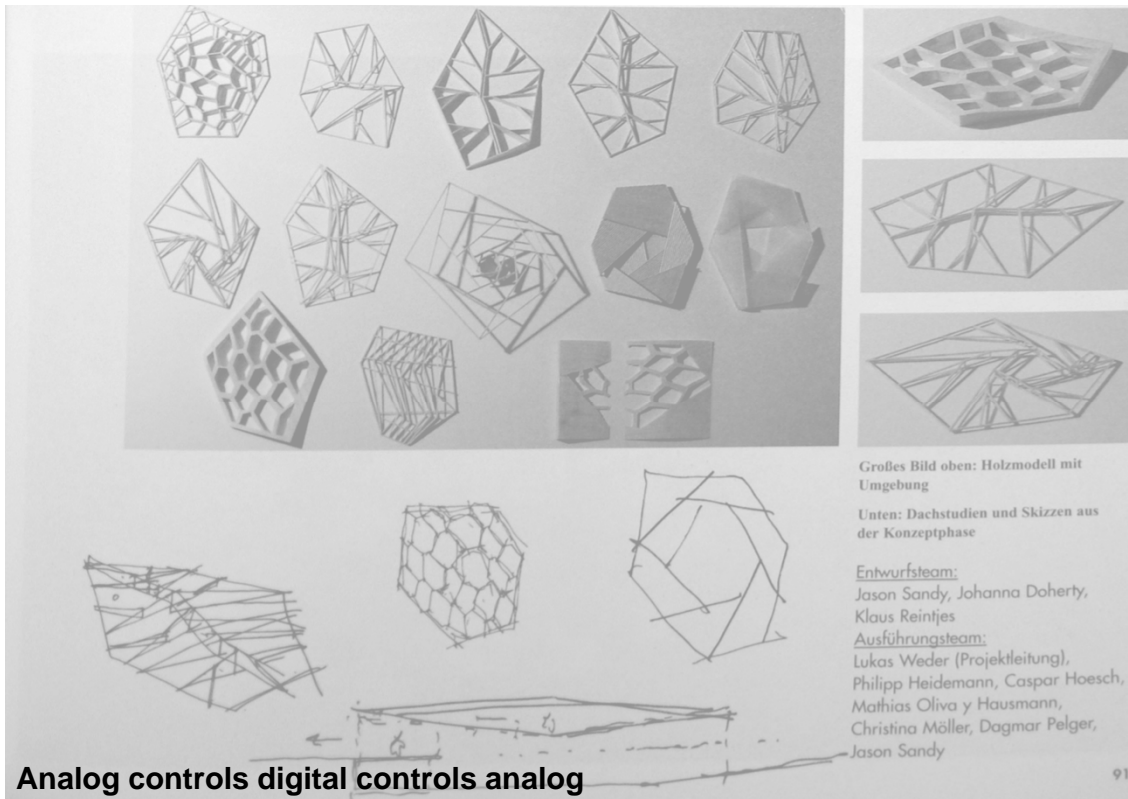 Großes Bild oben: Holzmodell mit
Umgebung
Unten: Dachstudien und Skizzen aus
der Konzeptphase
Entwurfsteam:
Jason Sandy, Johanna Doherty,
Klaus Reintjes
Ausführungsteam:
Lukas Weder (Projektleitung),
Philipp Heidemann, Caspar Hoesch,
Mathias Oliva y Hausmann,
Christina Möller, Dagmar Pelger,
Jason Sandy
Analog controls digital controls analog
91